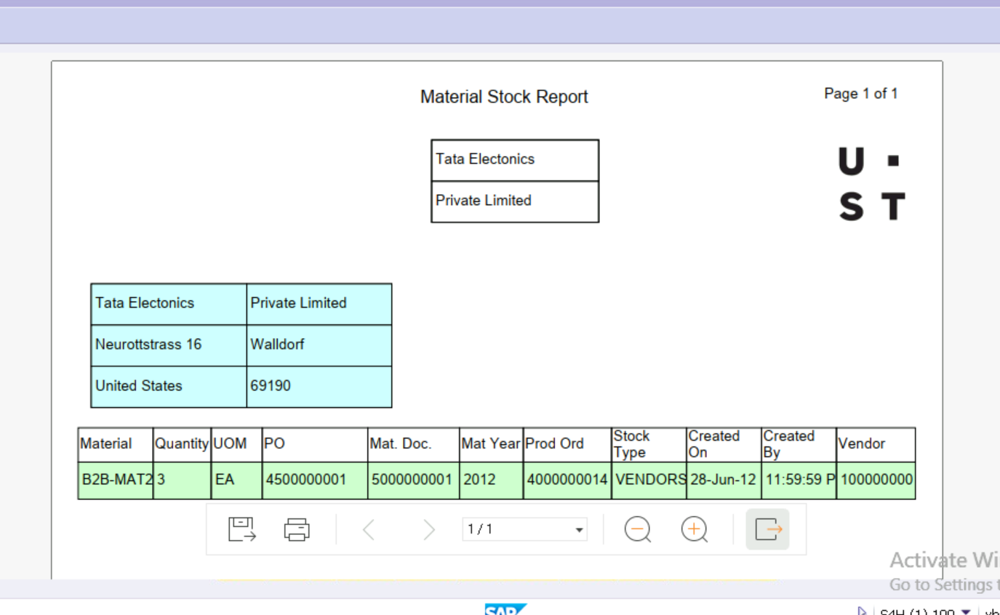 Material Stock Report
Page 1 of 1
Tata Electonics
Private Limited
U ▪
S T
Tata Electonics Private Limited
Neurottstrass 16 Walldorf
United States 69190
Material Quantity UOM PO Mat. Doc. Mat Year Prod Ord Stock Type Created On Created By Vendor
B2B-MAT2 3 EA 4500000001 5000000001 2012 4000000014 VENDORS 28-Jun-12 11:59:59 P 100000000
1 / 1
Activate Wi
Go to Settings t
SAP
S4H (1) 100